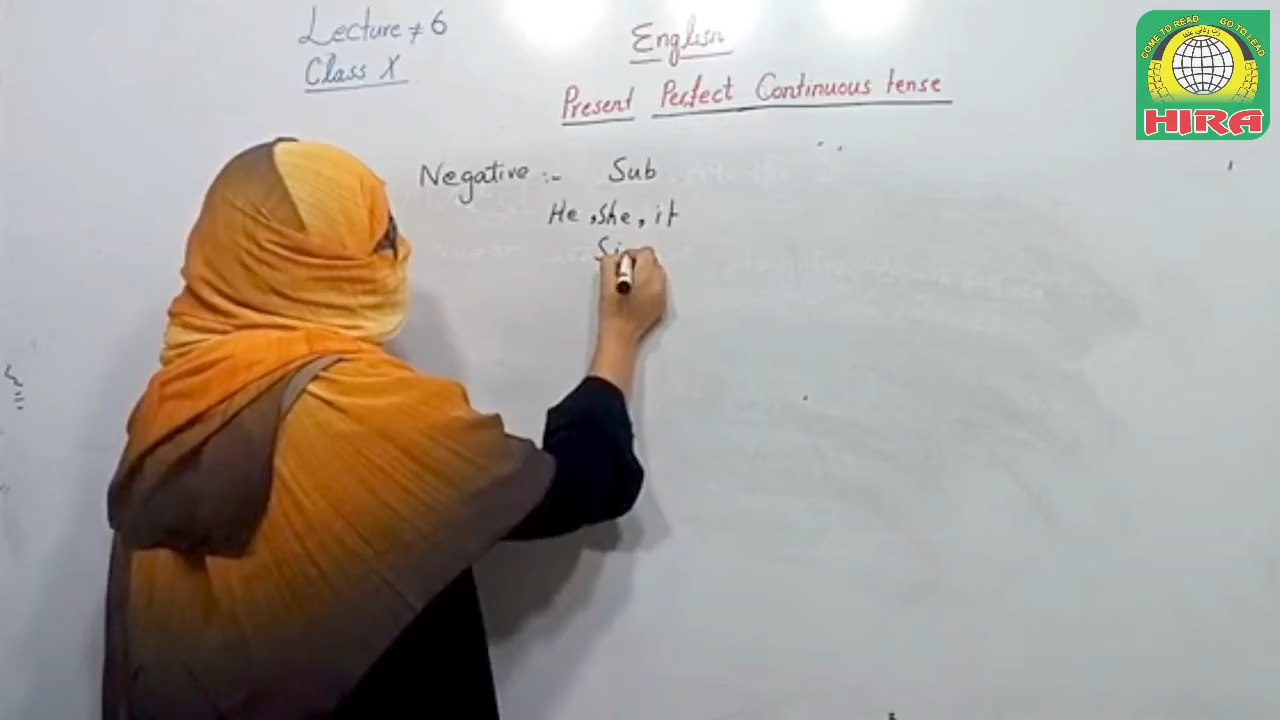 Lecture # 6
Class X
English
Present Perfect Continuous tense
Negative :- Sub
He, she, it
Si
COME TO READ GO TO LEAD
HIRA